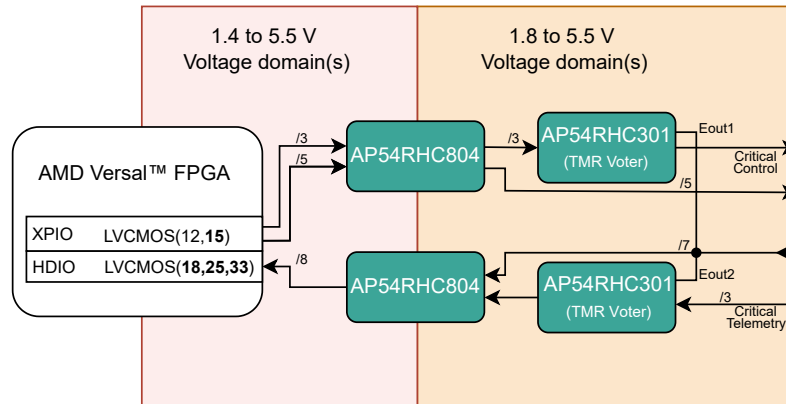 1.4 to 5.5 V
Voltage domain(s)
1.8 to 5.5 V
Voltage domain(s)
AMD Versal™ FPGA
XPIO LVCMOS(12,15)
HDIO LVCMOS(18,25,33)
/3
/5
/8
AP54RHC804
/3
AP54RHC301
(TMR Voter)
Eout1
Critical
Control
/5
/7
AP54RHC804
AP54RHC301
(TMR Voter)
Eout2
/3
Critical
Telemetry